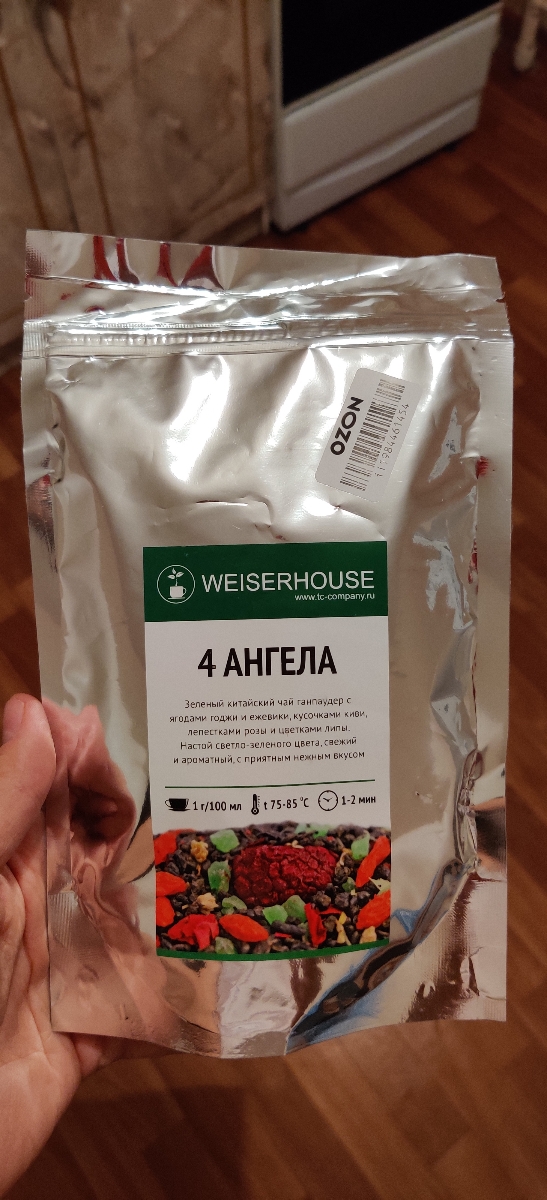 OZON
WEISERHOUSE
www.tc-company.ru
4 АНГЕЛА
Зеленый китайский чай ганпаудер с
ягодами годжи и ежевики, кусочками киви,
лепестками розы и цветками липы.
Настой светло-зеленого цвета, свежий
и ароматный, с приятным нежным вкусом
1 г/100 мл t 75-85 °C 1-2 мин